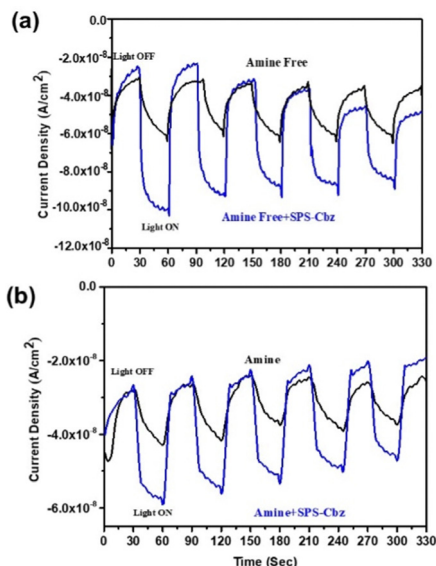 (a)
0.0
-2.0x10⁻⁸
-4.0x10⁻⁸
-6.0x10⁻⁸
-8.0x10⁻⁸
-10.0x10⁻⁸
-12.0x10⁻⁸
Current Density (A/cm²)
Light OFF
Amine Free
Amine Free+SPS-Cbz
Light ON
0 30 60 90 120 150 180 210 240 270 300 330
(b)
0.0
-2.0x10⁻⁸
-4.0x10⁻⁸
-6.0x10⁻⁸
Current Density (A/cm²)
Light OFF
Amine
Light ON
Amine+SPS-Cbz
0 30 60 90 120 150 180 210 240 270 300 330
Time (Sec)